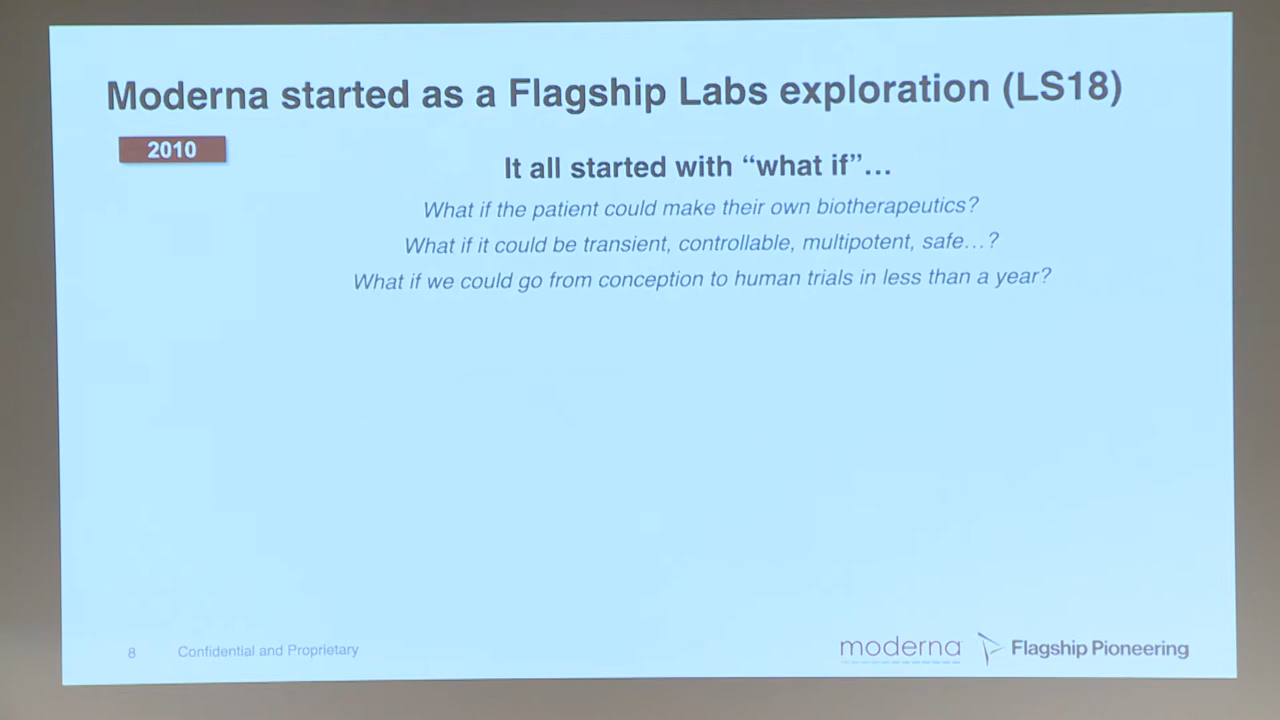 Moderna started as a Flagship Labs exploration (LS18)
2010
It all started with “what if”…
What if the patient could make their own biotherapeutics?
What if it could be transient, controllable, multipotent, safe…?
What if we could go from conception to human trials in less than a year?
8 Confidential and Proprietary
moderna Flagship Pioneering